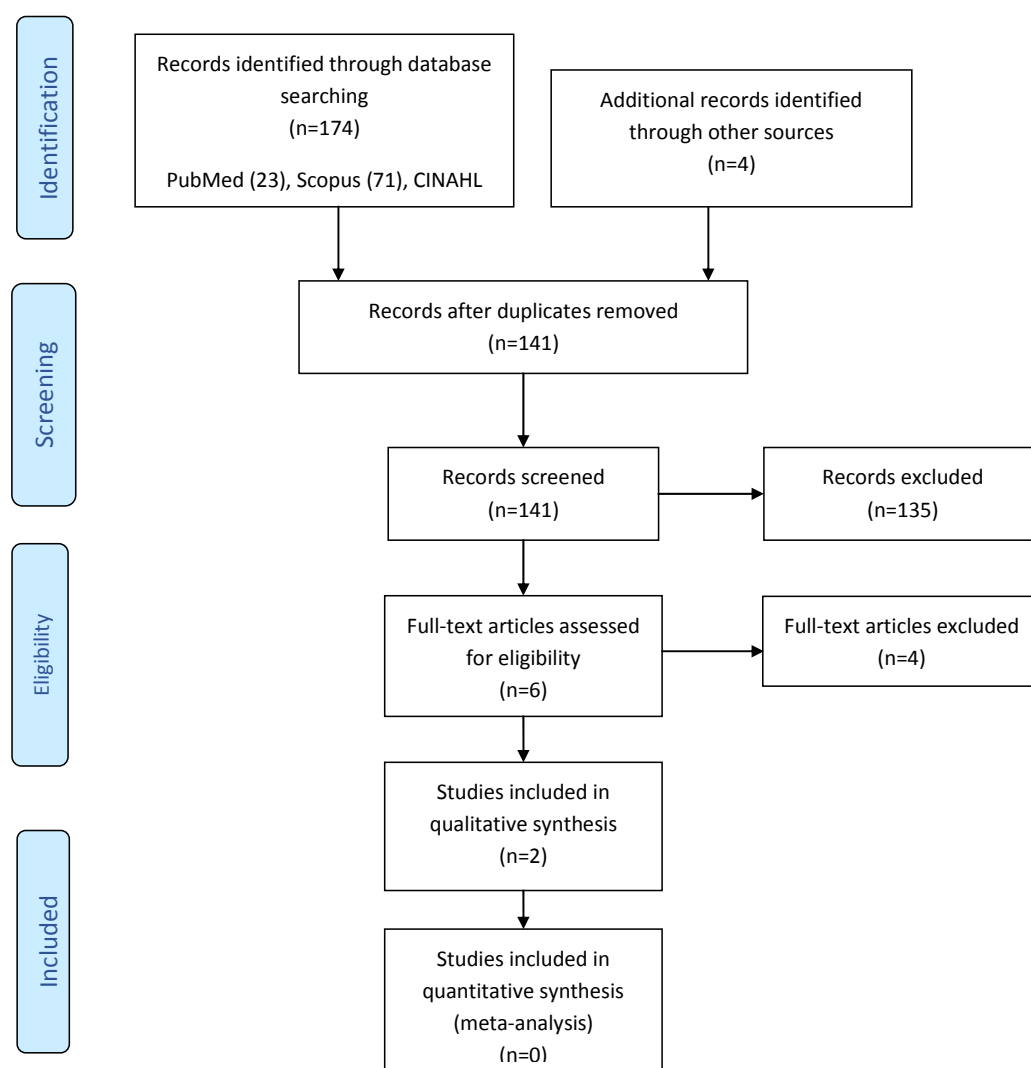 Identification
Records identified through database
searching
(n=174)
PubMed (23), Scopus (71), CINAHL
Additional records identified
through other sources
(n=4)
Screening
Records after duplicates removed
(n=141)
Records screened
(n=141)
Records excluded
(n=135)
Eligibility
Full-text articles assessed
for eligibility
(n=6)
Full-text articles excluded
(n=4)
Included
Studies included in
qualitative synthesis
(n=2)
Studies included in
quantitative synthesis
(meta-analysis)
(n=0)